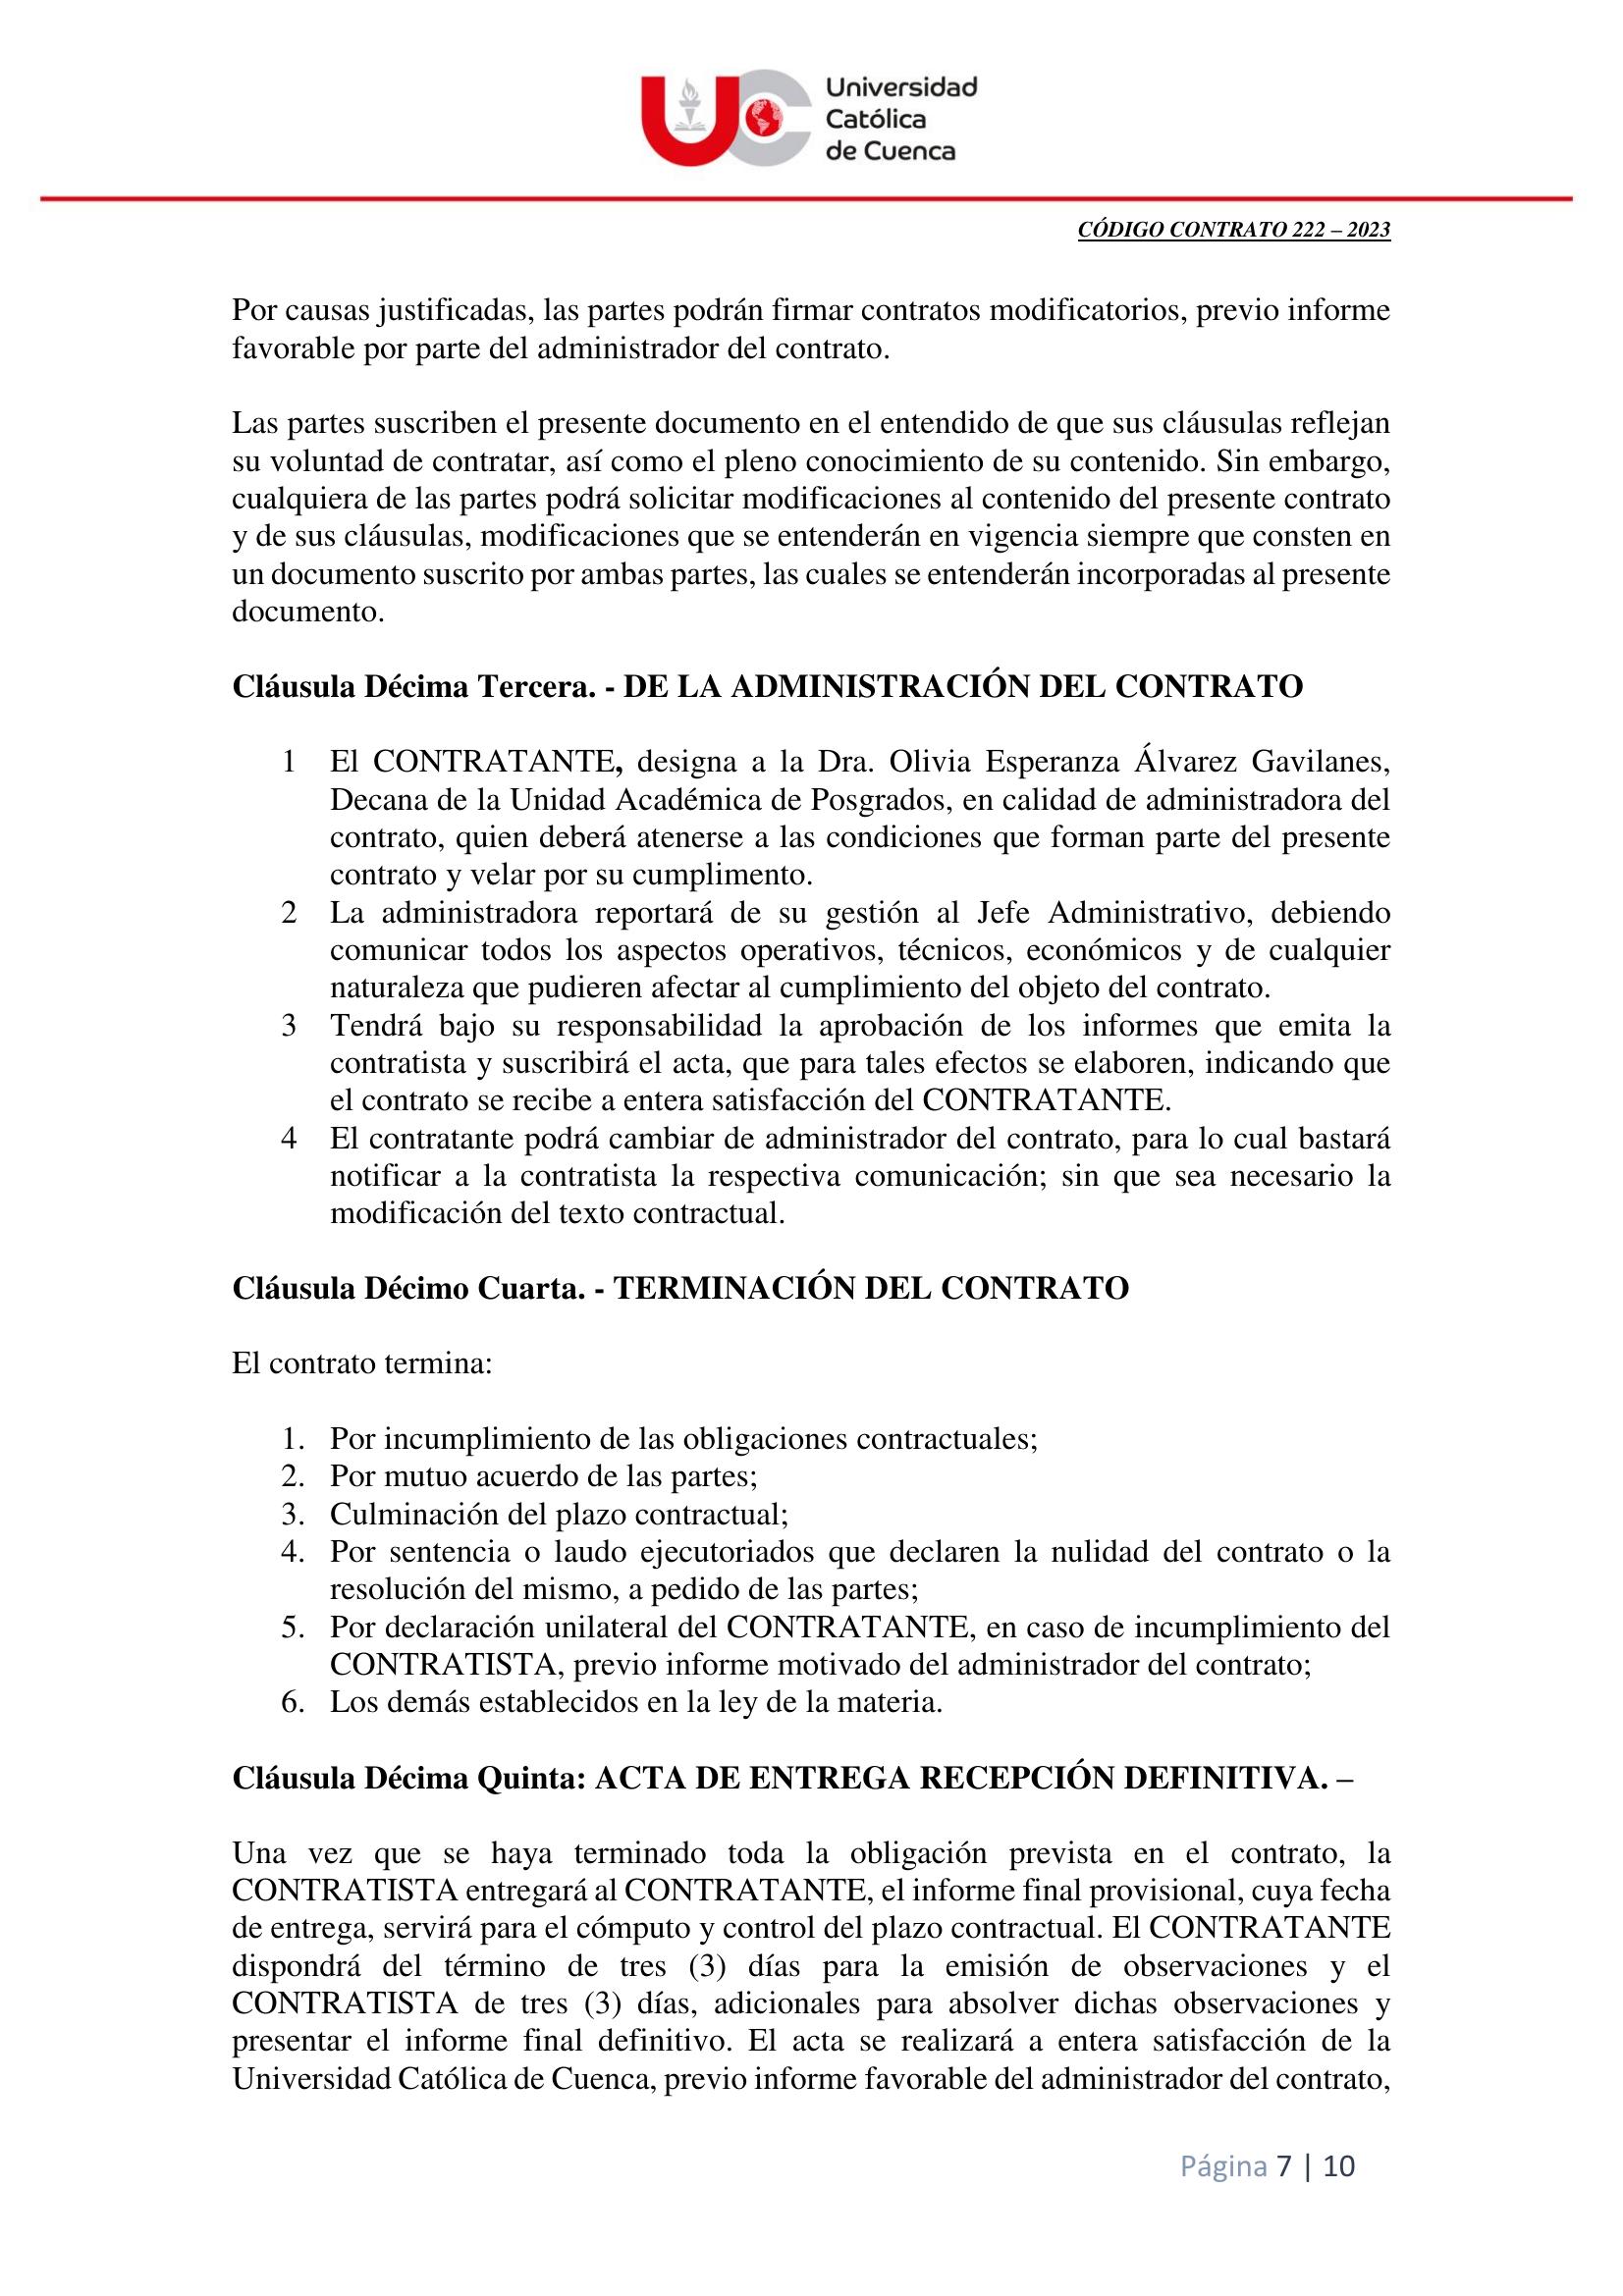 Universidad
Católica
de Cuenca
CÓDIGO CONTRATO 222 – 2023
Por causas justificadas, las partes podrán firmar contratos modificatorios, previo informe
favorable por parte del administrador del contrato.
Las partes suscriben el presente documento en el entendido de que sus cláusulas reflejan
su voluntad de contratar, así como el pleno conocimiento de su contenido. Sin embargo,
cualquiera de las partes podrá solicitar modificaciones al contenido del presente contrato
y de sus cláusulas, modificaciones que se entenderán en vigencia siempre que consten en
un documento suscrito por ambas partes, las cuales se entenderán incorporadas al presente
documento.
Cláusula Décima Tercera. - DE LA ADMINISTRACIÓN DEL CONTRATO
1 El CONTRATANTE, designa a la Dra. Olivia Esperanza Álvarez Gavilanes,
Decana de la Unidad Académica de Posgrados, en calidad de administradora del
contrato, quien deberá atenerse a las condiciones que forman parte del presente
contrato y velar por su cumplimento.
2 La administradora reportará de su gestión al Jefe Administrativo, debiendo
comunicar todos los aspectos operativos, técnicos, económicos y de cualquier
naturaleza que pudieren afectar al cumplimiento del objeto del contrato.
3 Tendrá bajo su responsabilidad la aprobación de los informes que emita la
contratista y suscribirá el acta, que para tales efectos se elaboren, indicando que
el contrato se recibe a entera satisfacción del CONTRATANTE.
4 El contratante podrá cambiar de administrador del contrato, para lo cual bastará
notificar a la contratista la respectiva comunicación; sin que sea necesario la
modificación del texto contractual.
Cláusula Décimo Cuarta. - TERMINACIÓN DEL CONTRATO
El contrato termina:
1. Por incumplimiento de las obligaciones contractuales;
2. Por mutuo acuerdo de las partes;
3. Culminación del plazo contractual;
4. Por sentencia o laudo ejecutoriados que declaren la nulidad del contrato o la
resolución del mismo, a pedido de las partes;
5. Por declaración unilateral del CONTRATANTE, en caso de incumplimiento del
CONTRATISTA, previo informe motivado del administrador del contrato;
6. Los demás establecidos en la ley de la materia.
Cláusula Décima Quinta: ACTA DE ENTREGA RECEPCIÓN DEFINITIVA. –
Una vez que se haya terminado toda la obligación prevista en el contrato, la
CONTRATISTA entregará al CONTRATANTE, el informe final provisional, cuya fecha
de entrega, servirá para el cómputo y control del plazo contractual. El CONTRATANTE
dispondrá del término de tres (3) días para la emisión de observaciones y el
CONTRATISTA de tres (3) días, adicionales para absolver dichas observaciones y
presentar el informe final definitivo. El acta se realizará a entera satisfacción de la
Universidad Católica de Cuenca, previo informe favorable del administrador del contrato,
Página 7 | 10